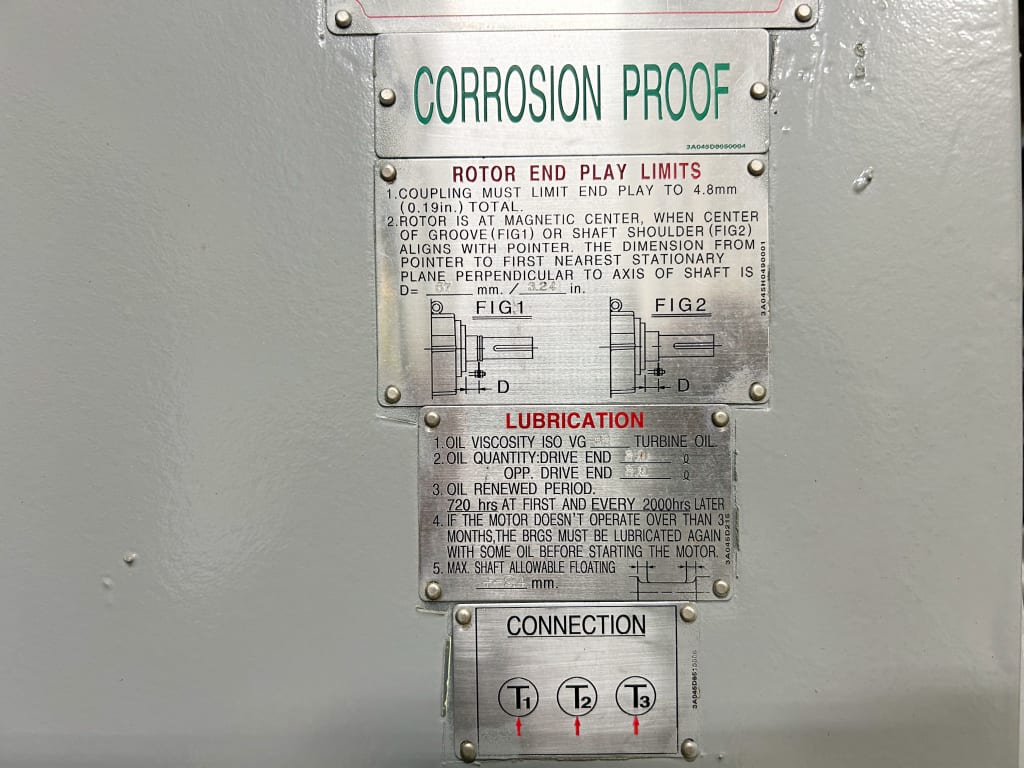 CORROSION PROOF
3A045D8050004
ROTOR END PLAY LIMITS
1.COUPLING MUST LIMIT END PLAY TO 4.8mm
(0.19in.) TOTAL.
2.ROTOR IS AT MAGNETIC CENTER, WHEN CENTER
OF GROOVE(FIG1) OR SHAFT SHOULDER(FIG2)
ALIGNS WITH POINTER. THE DIMENSION FROM
POINTER TO FIRST NEAREST STATIONARY
PLANE PERPENDICULAR TO AXIS OF SHAFT IS
D= mm. / in.
3A045H0490001
FIG1 FIG2
D D
LUBRICATION
1.OIL VISCOSITY ISO VG TURBINE OIL.
2.OIL QUANTITY:DRIVE END ℓ
OPP. DRIVE END ℓ
3.OIL RENEWED PERIOD.
720 hrs AT FIRST AND EVERY 2000hrs LATER
4.IF THE MOTOR DOESN'T OPERATE OVER THAN 3
MONTHS,THE BRGS MUST BE LUBRICATED AGAIN
WITH SOME OIL BEFORE STARTING THE MOTOR.
5.MAX. SHAFT ALLOWABLE FLOATING
mm.
CONNECTION
T1 T2 T3